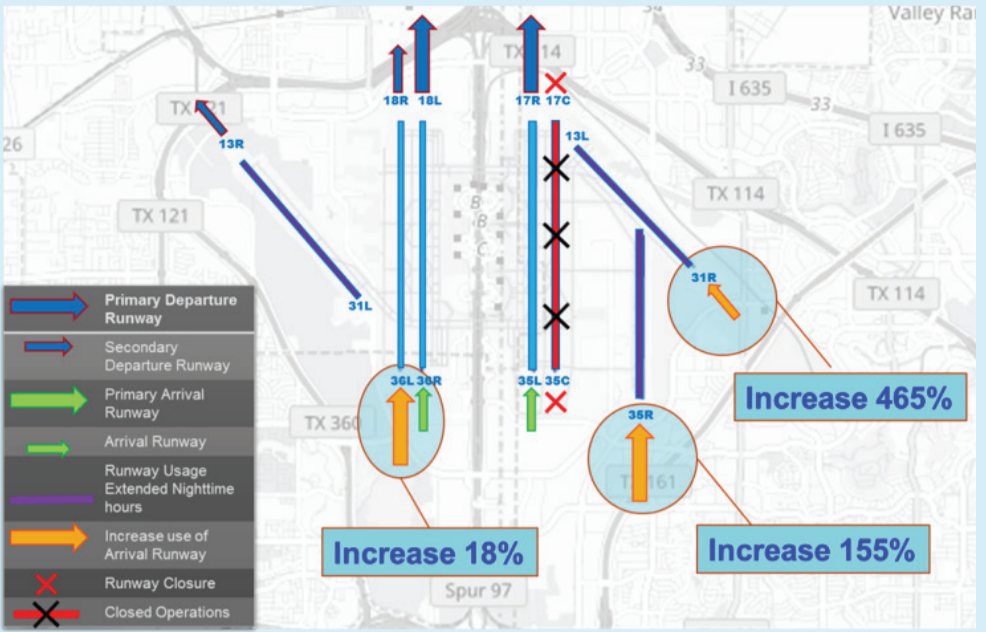 34
Valley Ra
TX 114
33
I 635
33
I 635
18R 18L
17R 17C
TX 121
13R
13L
26
TX 114
TX 121
B
B
C
31L
31R
TX 114
Primary Departure
Runway
Secondary
Departure Runway
Primary Arrival
Runway
Arrival Runway
Runway Usage
Extended Nighttime
hours
Increase use of
Arrival Runway
Runway Closure
Closed Operations
36L 36R
35L 35C
35R
TX 360
TX 161
Increase 465%
Increase 18%
Increase 155%
Spur 97